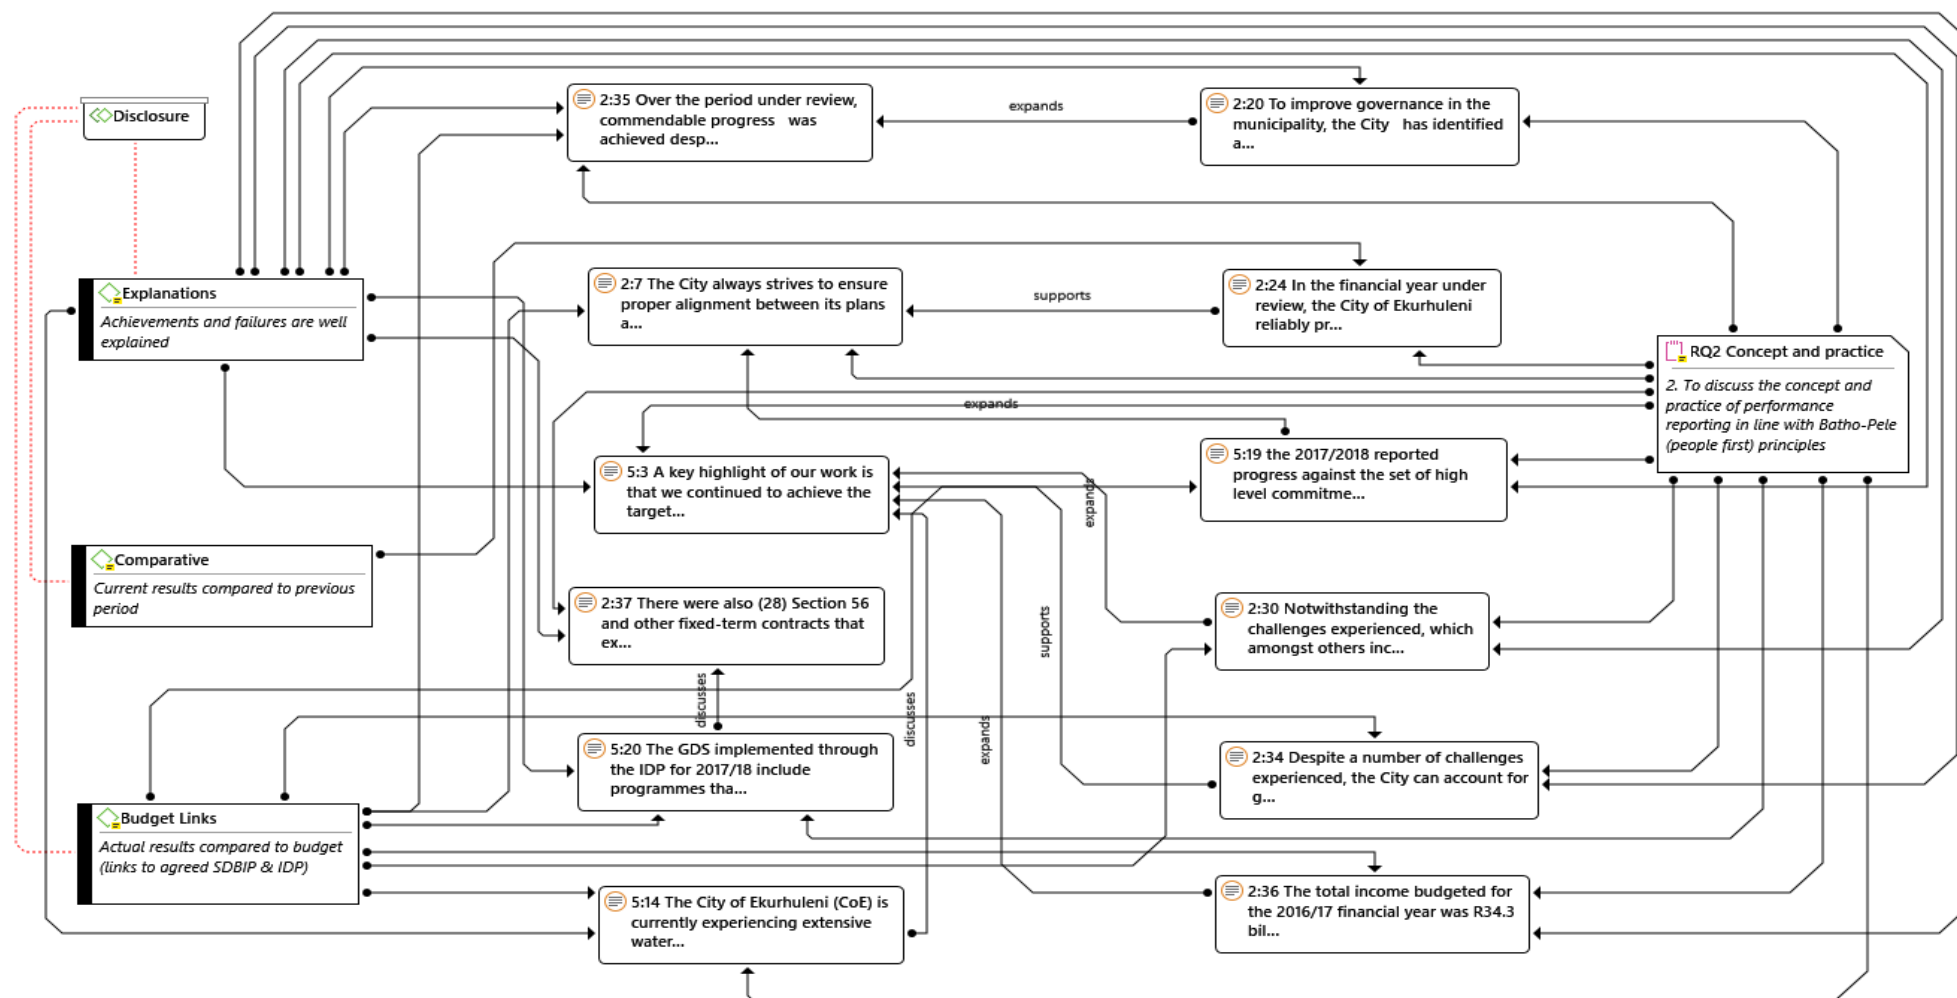 Disclosure
2:35 Over the period under review,
commendable progress was
achieved desp...
expands
2:20 To improve governance in the
municipality, the City has identified
a...
Explanations
Achievements and failures are well
explained
2:7 The City always strives to ensure
proper alignment between its plans
a...
supports
2:24 In the financial year under
review, the City of Ekurhuleni
reliably pr...
RQ2 Concept and practice
2. To discuss the concept and
practice of performance
reporting in line with Batho-Pele
(people first) principles
expands
5:3 A key highlight of our work is
that we continued to achieve the
target...
expands
5:19 the 2017/2018 reported
progress against the set of high
level committme...
Comparative
Current results compared to previous
period
2:37 There were also (28) Section 56
and other fixed-term contracts that
ex...
supports
2:30 Notwithstanding the
challenges experienced, which
amongst others inc...
discusses
discusses
expands
5:20 The GDS implemented through
the IDP for 2017/18 include
programmes tha...
2:34 Despite a number of challenges
experienced, the City can account for
g...
Budget Links
Actual results compared to budget
(links to agreed SDBIP & IDP)
5:14 The City of Ekurhuleni (CoE) is
currently experiencing extensive
water...
2:36 The total income budgeted for
the 2016/17 financial year was R34.3
bil...